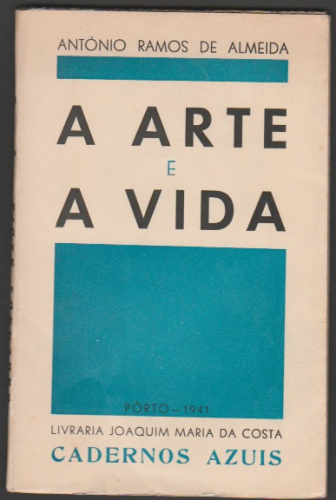 ANTÓNIO RAMOS DE ALMEIDA
A ARTE
E
A VIDA
PÔRTO — 1941
LIVRARIA JOAQUIM MARIA DA COSTA
CADERNOS AZUIS